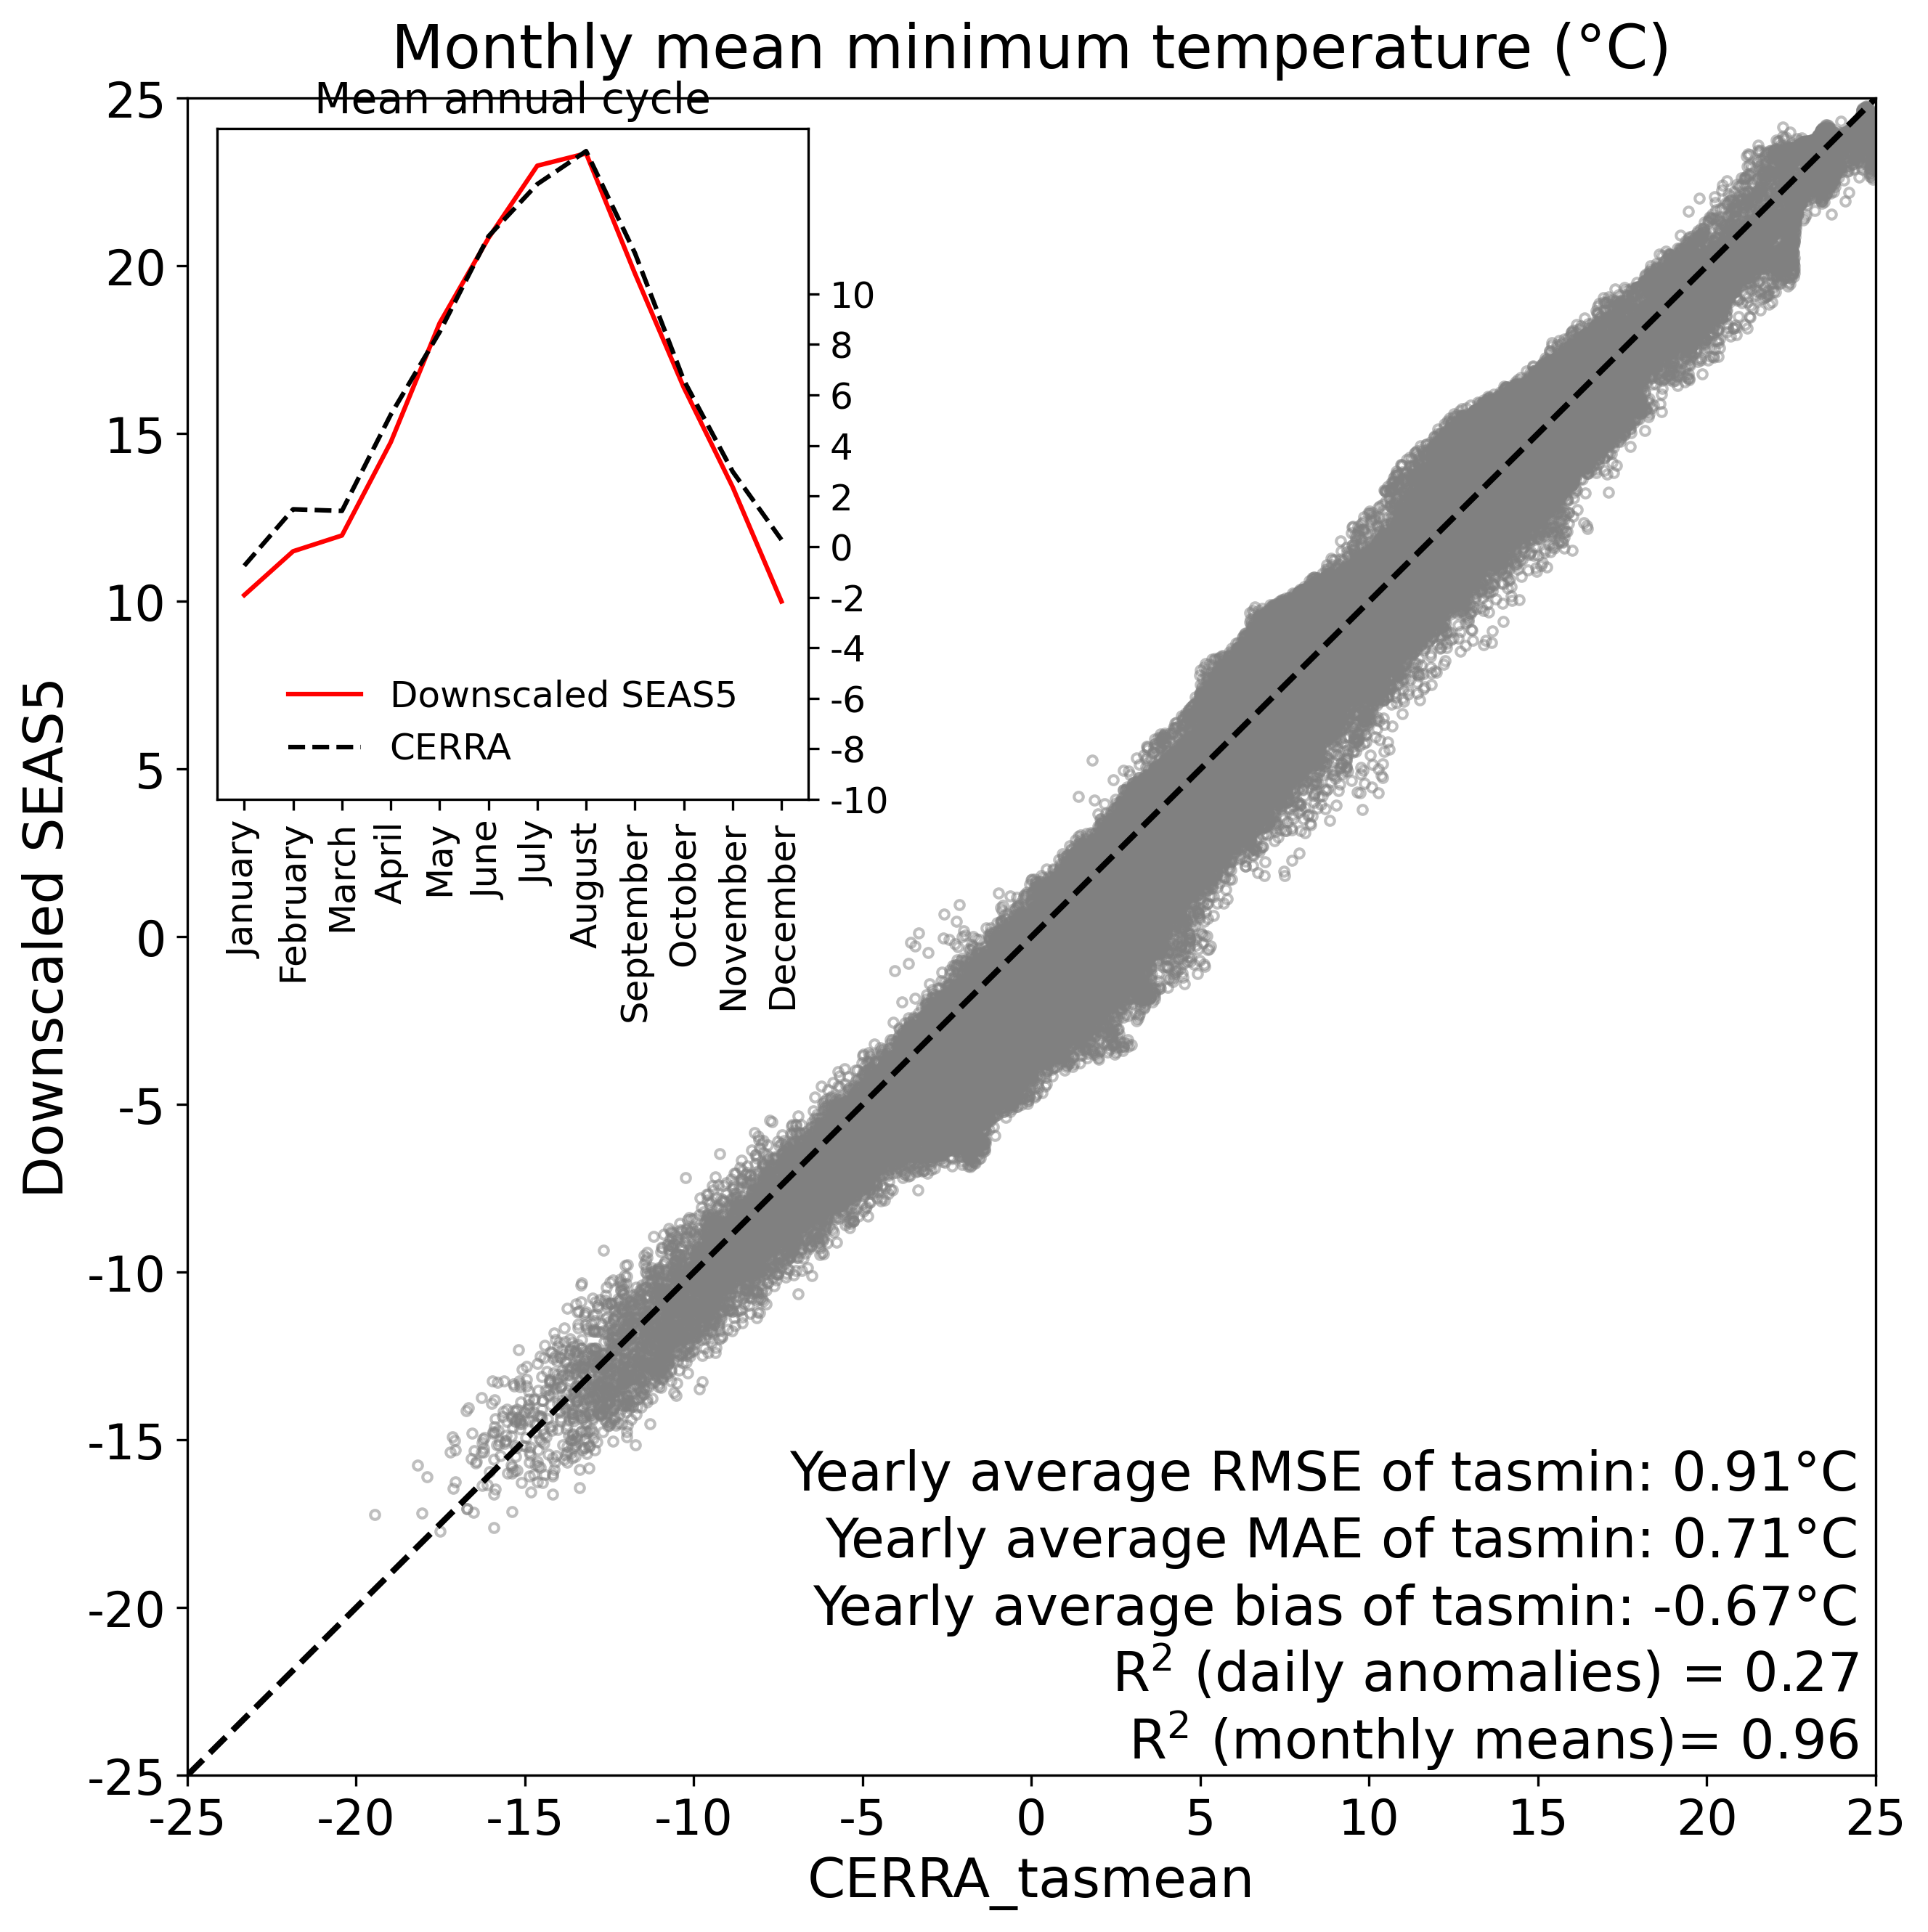 Monthly mean minimum temperature (°C)
Mean annual cycle
25
20
15
10
5
0
-5
-10
-15
-20
-25
Downscaled SEAS5
10
8
6
4
2
0
-2
-4
-6
-8
-10
Downscaled SEAS5
CERRA
January
February
March
April
May
June
July
August
September
October
November
December
Yearly average RMSE of tasmin: 0.91°C
Yearly average MAE of tasmin: 0.71°C
Yearly average bias of tasmin: -0.67°C
R² (daily anomalies) = 0.27
R² (monthly means)= 0.96
-25 -20 -15 -10 -5 0 5 10 15 20 25
CERRA_tasmean